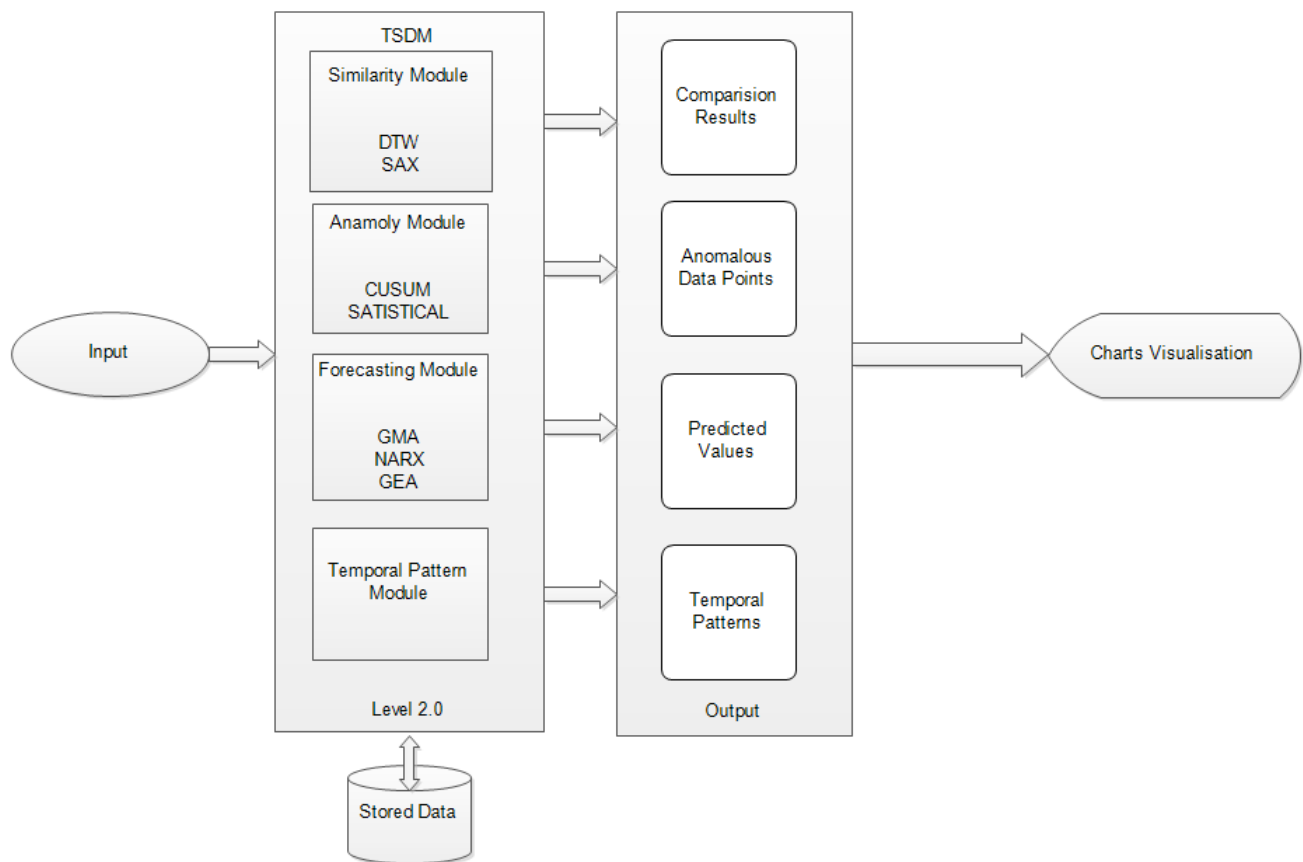 TSDM
Similarity Module
DTW
SAX
Anamoly Module
CUSUM
SATISTICAL
Forecasting Module
GMA
NARX
GEA
Temporal Pattern
Module
Level 2.0
Input
Stored Data
Comparision
Results
Anomalous
Data Points
Predicted
Values
Temporal
Patterns
Output
Charts Visualisation